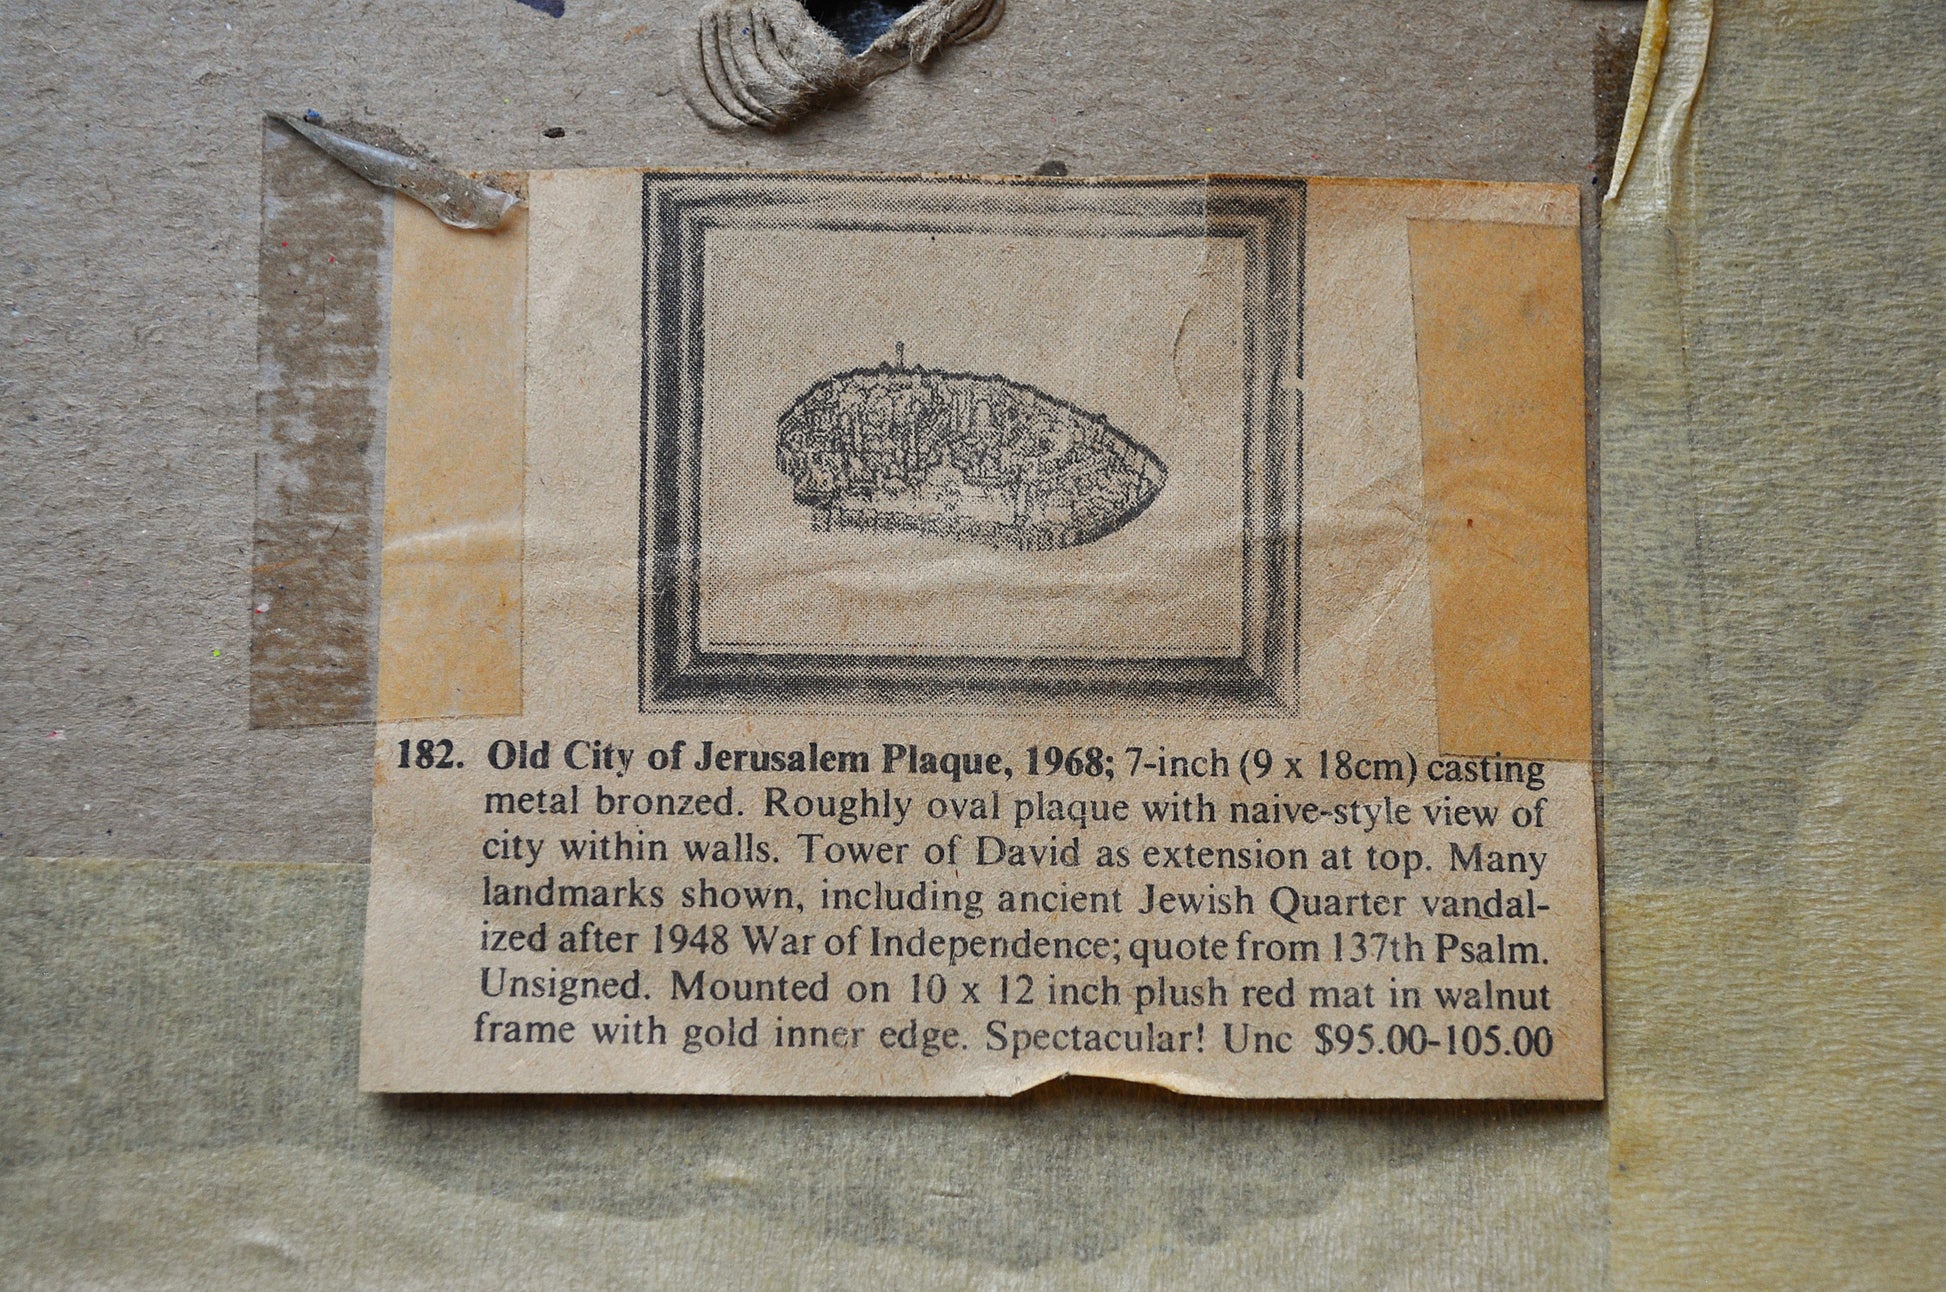 182. Old City of Jerusalem Plaque, 1968; 7-inch (9 x 18cm) casting
metal bronzed. Roughly oval plaque with naive-style view of
city within walls. Tower of David as extension at top. Many
landmarks shown, including ancient Jewish Quarter vandal-
ized after 1948 War of Independence; quote from 137th Psalm.
Unsigned. Mounted on 10 x 12 inch plush red mat in walnut
frame with gold inner edge. Spectacular! Unc $95.00-105.00